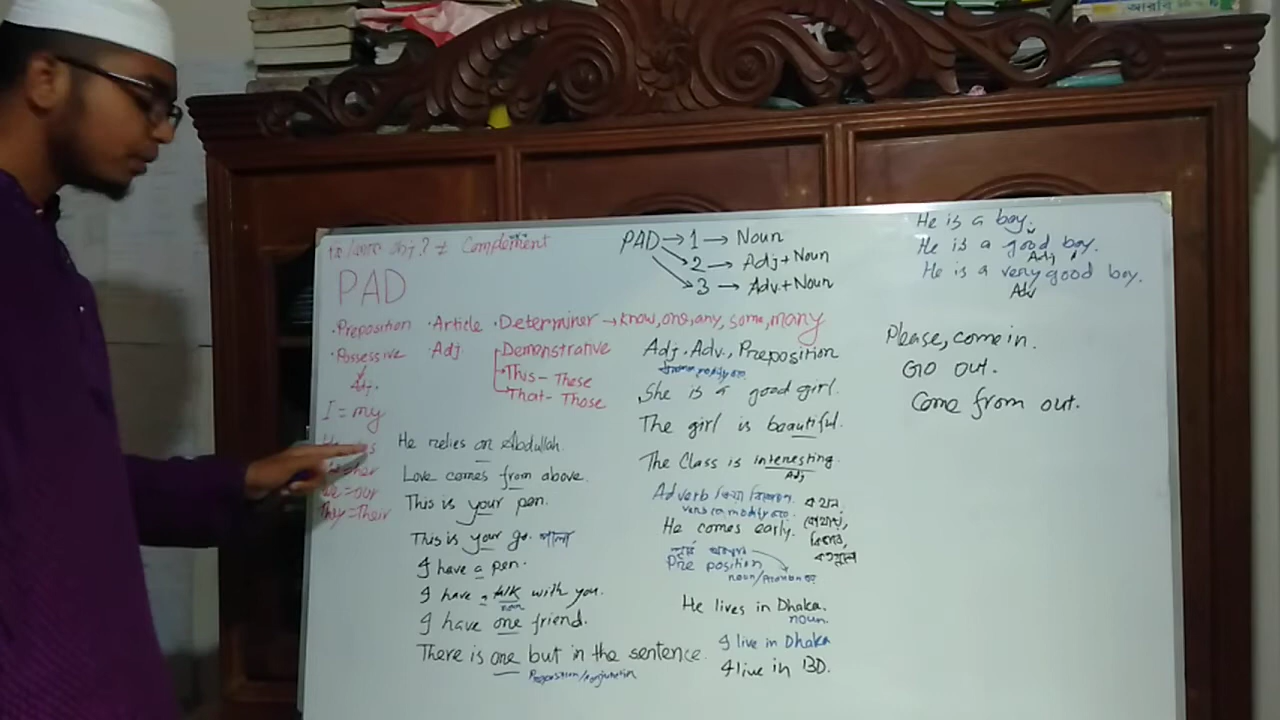 Complement
PAD
• Preposition • Article • Determiner → know, one, any, some, many
• Possessive Adj.
Adj.
Demonstrative
This - These
That - Those
I = my
They = Their
He relies on Abdullah.
Love comes from above.
This is your pen.
This is your go. পালা
I have a pen.
I have a talk with you.
noun
I have one friend.
There is one but in the sentence.
Preposition/conjunction
PAD → 1 → Noun
2 → Adj + Noun
3 → Adv + Noun
Adj. Adv., Preposition
She is a good girl.
The girl is beautiful.
The Class is interesting.
Adj
Adverb
He comes early.
কখন,
কোথায়,
কিভাবে,
Pre position
noun/Pronoun
He lives in Dhaka.
noun.
I live in Dhaka
I live in BD.
He is a boy.
He is a good boy.
Adj
He is a very good boy.
Adv
Please, come in.
Go out.
Come from out.